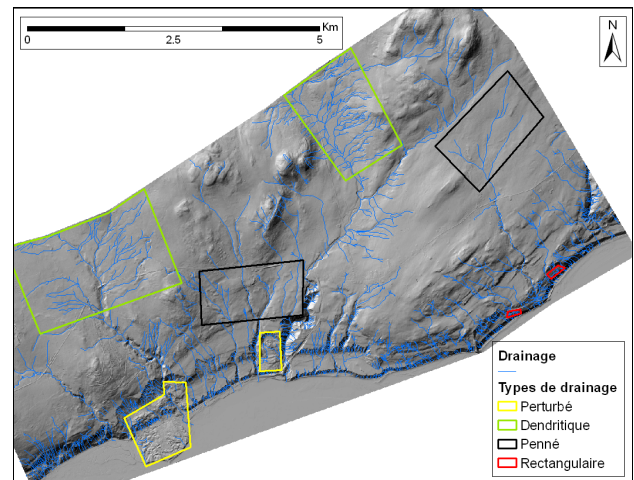 Km
0 2.5 5
N
Drainage
Types de drainage
Perturbé
Dendritique
Penné
Rectangulaire